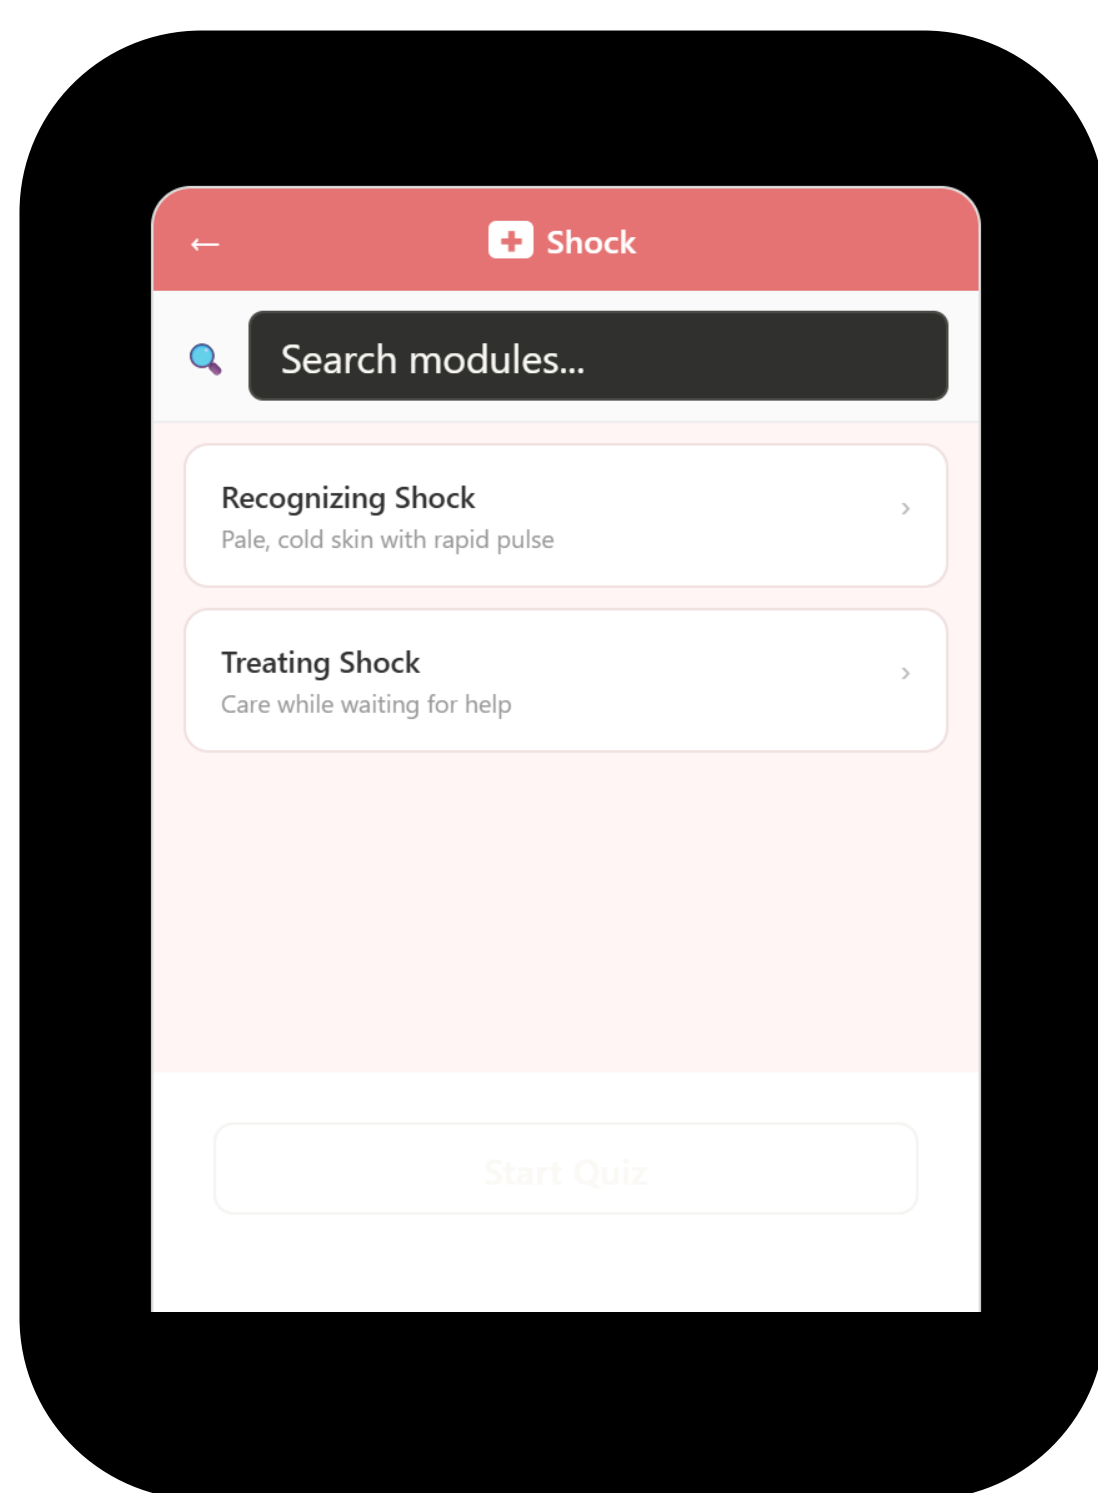 ← Shock
Search modules...
Recognizing Shock
Pale, cold skin with rapid pulse
›
Treating Shock
Care while waiting for help
›
Start Quiz